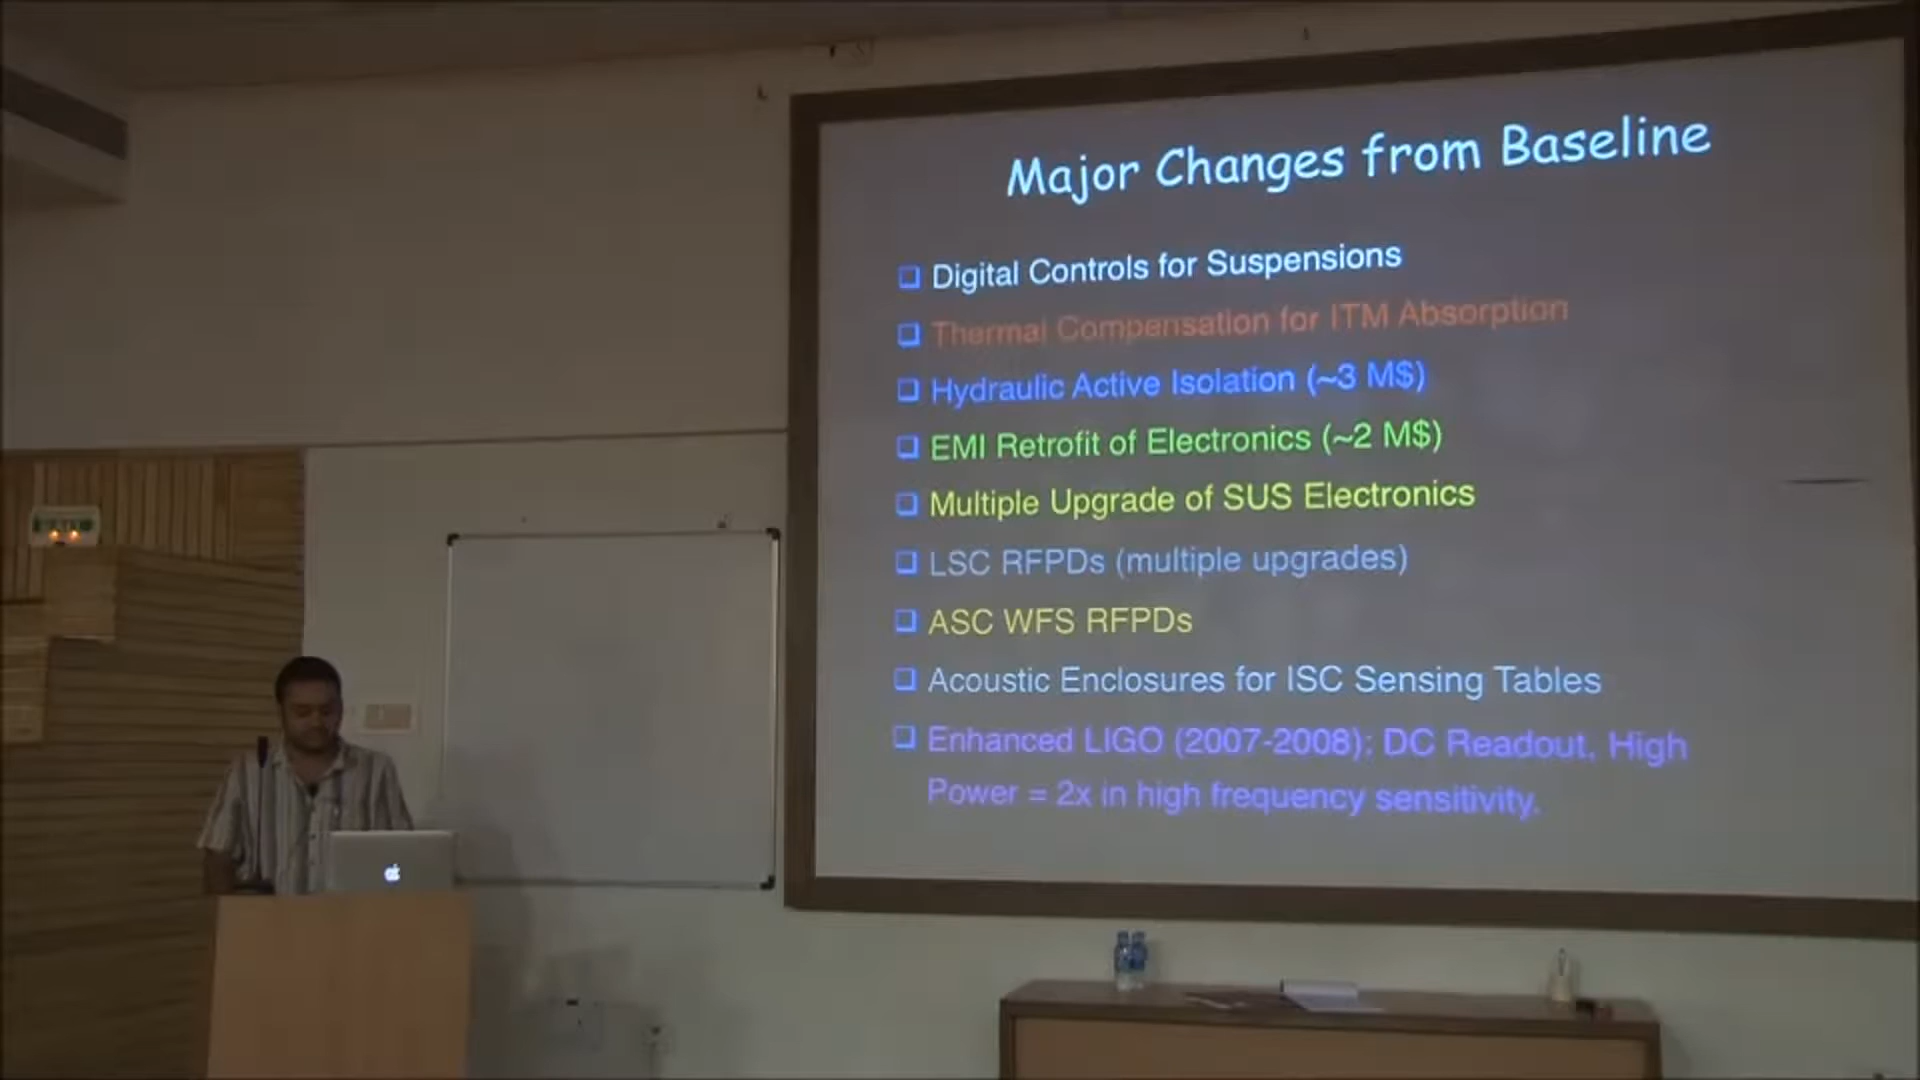 Major Changes from Baseline
Digital Controls for Suspensions
Thermal Compensation for ITM Absorption
Hydraulic Active Isolation (~3 M$)
EMI Retrofit of Electronics (~2 M$)
Multiple Upgrade of SUS Electronics
LSC RFPDs (multiple upgrades)
ASC WFS RFPDs
Acoustic Enclosures for ISC Sensing Tables
Enhanced LIGO (2007-2008): DC Readout, High
Power = 2x in high frequency sensitivity.